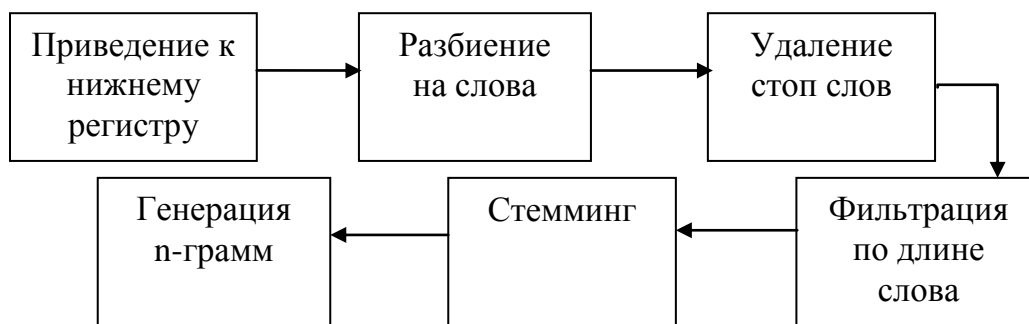 Приведение к
нижнему
регистру
Разбиение
на слова
Удаление
стоп слов
Фильтрация
по длине
слова
Стемминг
Генерация
n-грамм